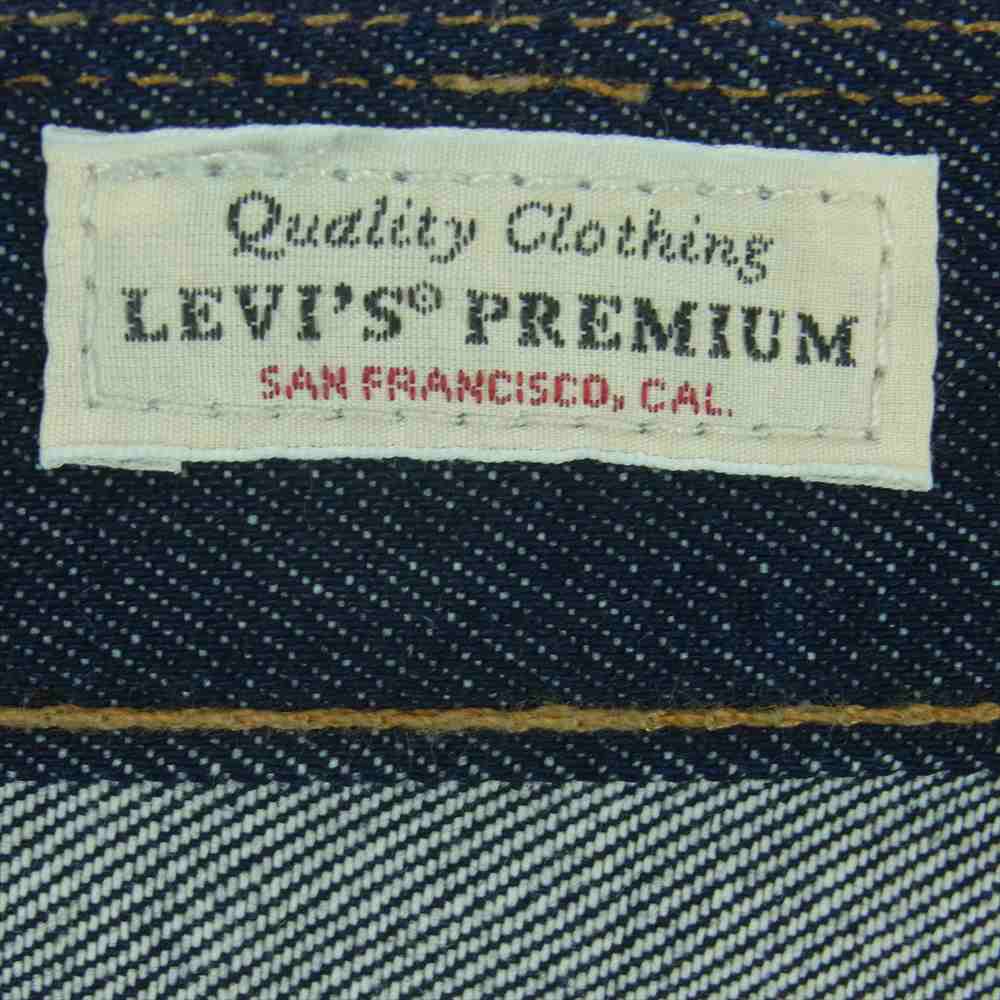 Quality Clothing
LEVI'S® PREMIUM
SAN FRANCISCO, CAL.